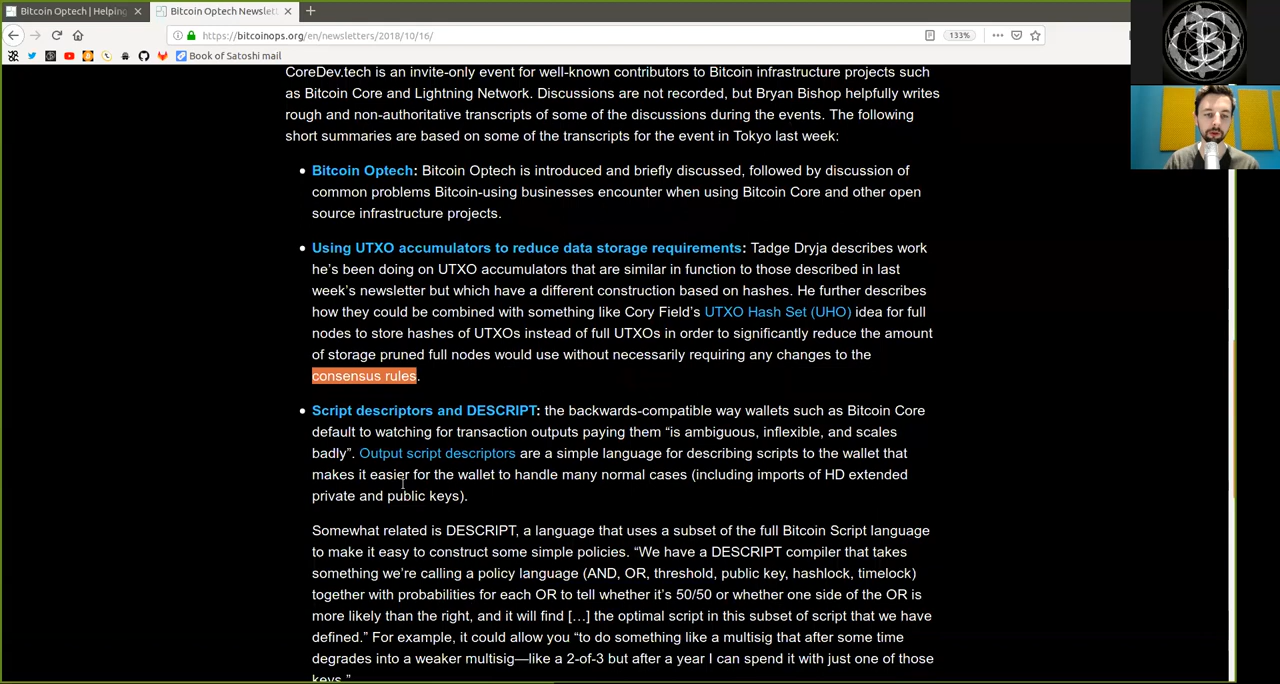 Bitcoin Optech | Helping
Bitcoin Optech Newslett
https://bitcoinops.org/en/newsletters/2018/10/16/
133%
Book of Satoshi mail
CoreDev.tech is an invite-only event for well-known contributors to Bitcoin infrastructure projects such
as Bitcoin Core and Lightning Network. Discussions are not recorded, but Bryan Bishop helpfully writes
rough and non-authoritative transcripts of some of the discussions during the events. The following
short summaries are based on some of the transcripts for the event in Tokyo last week:
• Bitcoin Optech: Bitcoin Optech is introduced and briefly discussed, followed by discussion of
common problems Bitcoin-using businesses encounter when using Bitcoin Core and other open
source infrastructure projects.
• Using UTXO accumulators to reduce data storage requirements: Tadge Dryja describes work
he's been doing on UTXO accumulators that are similar in function to those described in last
week's newsletter but which have a different construction based on hashes. He further describes
how they could be combined with something like Cory Field's UTXO Hash Set (UHO) idea for full
nodes to store hashes of UTXOs instead of full UTXOs in order to significantly reduce the amount
of storage pruned full nodes would use without necessarily requiring any changes to the
consensus rules.
• Script descriptors and DESCRIPT: the backwards-compatible way wallets such as Bitcoin Core
default to watching for transaction outputs paying them “is ambiguous, inflexible, and scales
badly”. Output script descriptors are a simple language for describing scripts to the wallet that
makes it easier for the wallet to handle many normal cases (including imports of HD extended
private and public keys).
Somewhat related is DESCRIPT, a language that uses a subset of the full Bitcoin Script language
to make it easy to construct some simple policies. “We have a DESCRIPT compiler that takes
something we're calling a policy language (AND, OR, threshold, public key, hashlock, timelock)
together with probabilities for each OR to tell whether it's 50/50 or whether one side of the OR is
more likely than the right, and it will find […] the optimal script in this subset of script that we have
defined.” For example, it could allow you “to do something like a multisig that after some time
degrades into a weaker multisig—like a 2-of-3 but after a year I can spend it with just one of those
keys.”